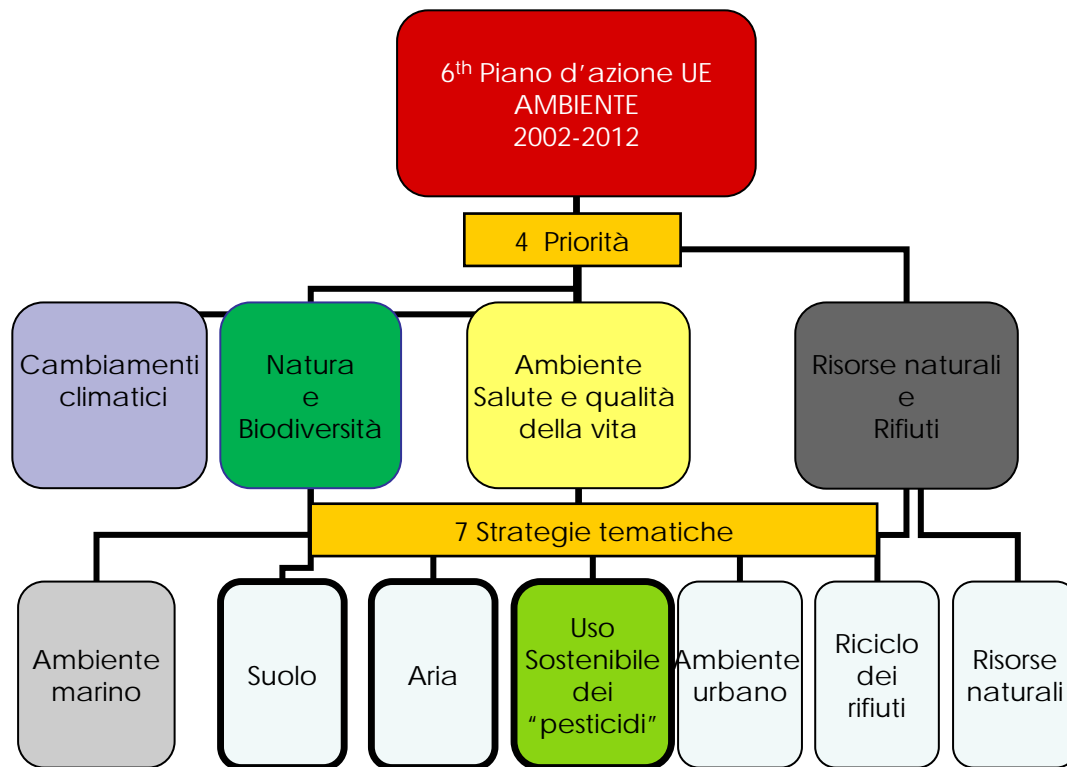 6th Piano d'azione UE
AMBIENTE
2002-2012
4 Priorità
Cambiamenti
climatici
Natura
e
Biodiversità
Ambiente
Salute e qualità
della vita
Risorse naturali
e
Rifiuti
7 Strategie tematiche
Ambiente
marino
Suolo
Aria
Uso
Sostenibile
dei
“pesticidi”
Ambiente
urbano
Riciclo
dei
rifiuti
Risorse
naturali